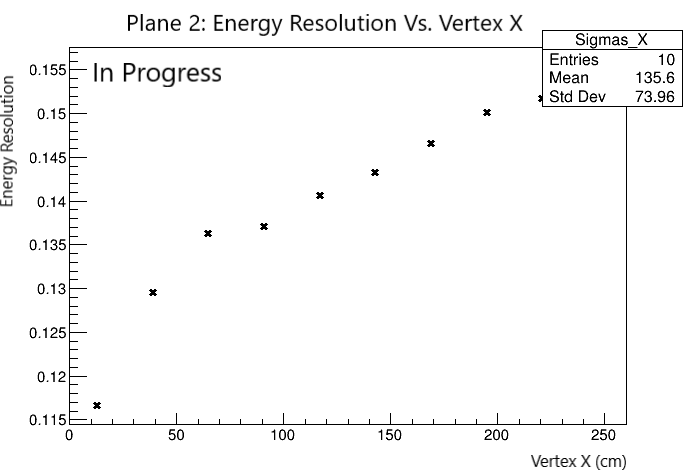 Plane 2: Energy Resolution Vs. Vertex X
Sigmas_X
Entries 10
Mean 135.6
Std Dev 73.96
In Progress
Energy Resolution
0.155
0.15
0.145
0.14
0.135
0.13
0.125
0.12
0.115
0 50 100 150 200 250
Vertex X (cm)